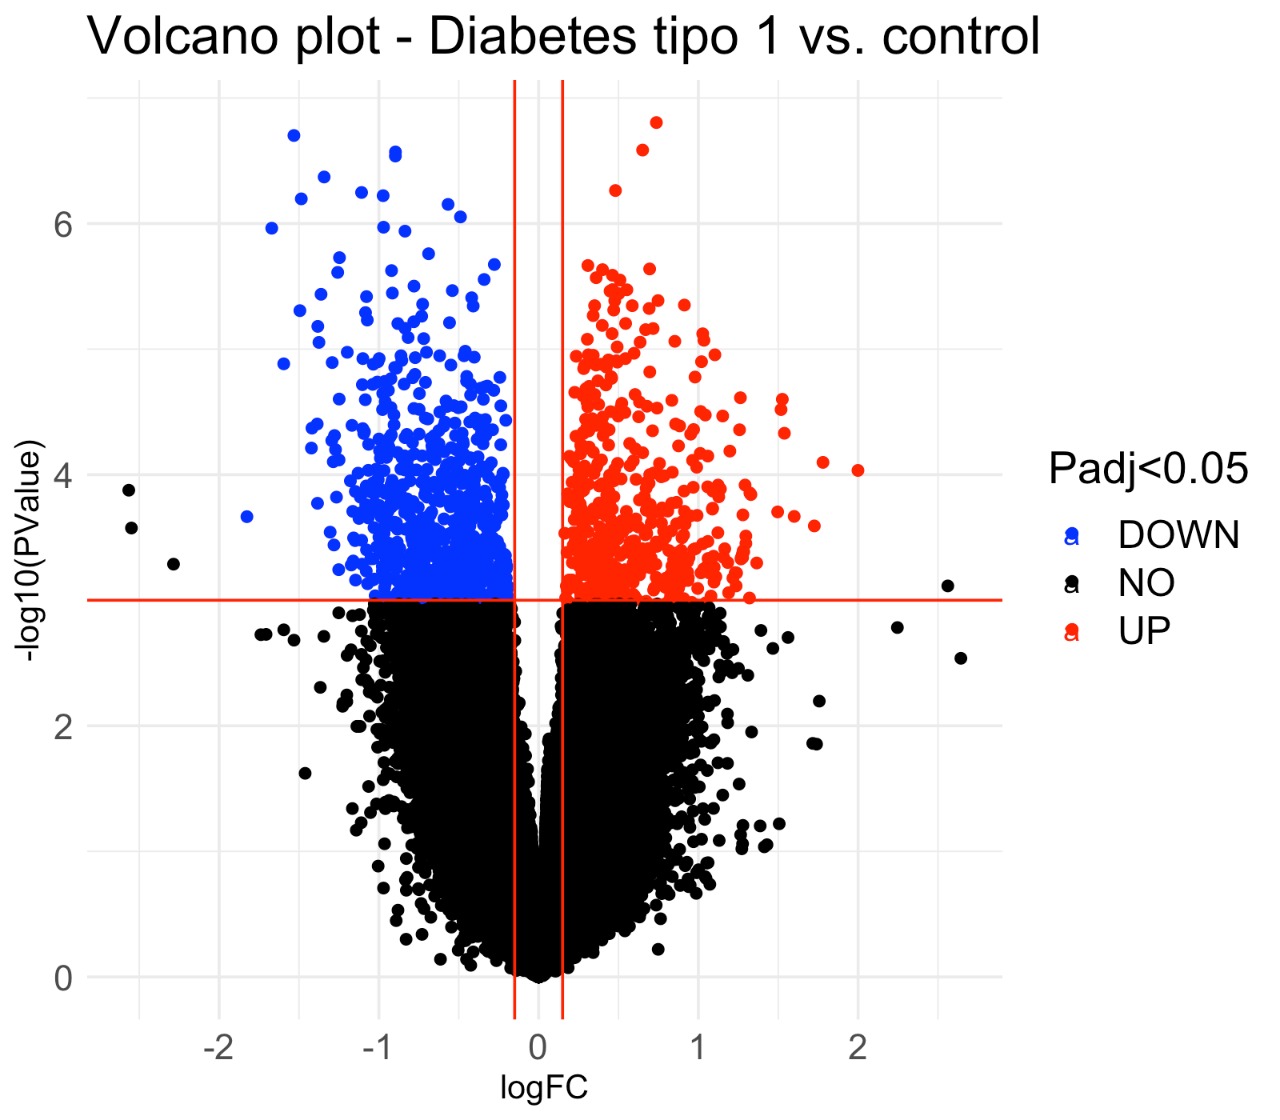 Volcano plot - Diabetes tipo 1 vs. control
-log10(PValue)
6
4
2
0
-2
-1
0
1
2
logFC
Padj<0.05
a DOWN
a NO
a UP